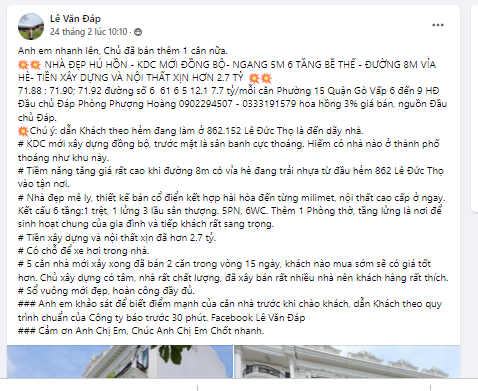 Lê Văn Đáp
24 tháng 2 lúc 10:10 ·
Anh em nhanh lên, Chủ đã bán thêm 1 căn nữa.
💥💥 NHÀ ĐẸP HÚ HỒN - KDC MỚI ĐỒNG BỘ- NGANG 5M 6 TẦNG BỀ THẾ - ĐƯỜNG 8M VỈA
HÈ- TIỀN XÂY DỰNG VÀ NỘI THẤT XỊN HƠN 2.7 TỶ 💥💥
71.88 ; 71.90; 71.92 đường số 6 61 6 5 12.1 7.7 tỷ/mỗi căn Phường 15 Quận Gò Vấp 6 đến 9 HĐ
Đầu chủ Đáp Phòng Phượng Hoàng 0902294507 - 0333191579 hoa hồng 3% giá bán, nguồn Đầu
chủ Đáp.
💥Chú ý: dẫn Khách theo hẻm đang làm ở 862.152 Lê Đức Thọ là đến dãy nhà.
# KDC mới xây dựng đồng bộ, trước mặt là sân banh cực thoáng. Hiếm có nhà nào ở thành phố
thoáng như khu này.
# Tiềm năng tăng giá rất cao khi đường 8m có vỉa hè đang trải nhựa từ đầu hẻm 862 Lê Đức Thọ
vào tận nơi.
# Nhà đẹp mê ly, thiết kế bán cổ điển kết hợp hài hòa đến từng milimet, nội thất cao cấp ở ngay.
Kết cấu 6 tầng:1 trệt, 1 lửng 3 lầu sân thượng. 5PN, 6WC. Thêm 1 Phòng thờ, tầng lửng là nơi để
sinh hoạt chung của gia đình và tiếp khách rất sang trọng.
# Tiền xây dựng và nội thất xịn đã hơn 2.7 tỷ.
# Có chỗ để xe hơi trong nhà.
# 5 căn nhà mới xây xong đã bán 2 căn trong vòng 15 ngày, khách nào mua sớm sẽ có giá tốt
hơn. Chủ xây dựng có tâm, nhà rất chất lượng, đã xây bán rất nhiều nhà nên khách hàng rất thích.
# Sổ vuông mới đẹp, hoàn công đầy đủ.
### Anh em khảo sát để biết điểm mạnh của căn nhà trước khi chào khách, dẫn Khách theo quy
trình chuẩn của Công ty báo trước 30 phút. Facebook Lê Văn Đáp
### Cảm ơn Anh Chị Em, Chúc Anh Chị Em Chốt nhanh.